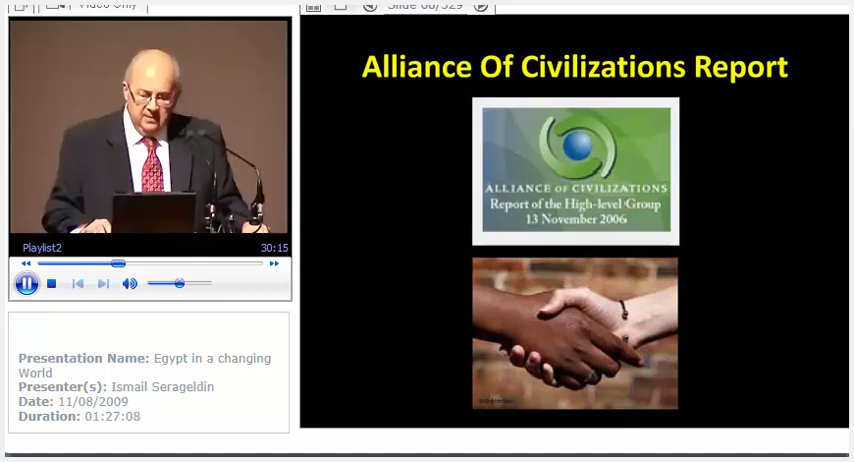 Video Only
Slide 68/329
Alliance Of Civilizations Report
ALLIANCE OF CIVILIZATIONS
Report of the High-level Group
13 November 2006
Playlist2
30:15
Presentation Name: Egypt in a changing
World
Presenter(s): Ismail Serageldin
Date: 11/08/2009
Duration: 01:27:08